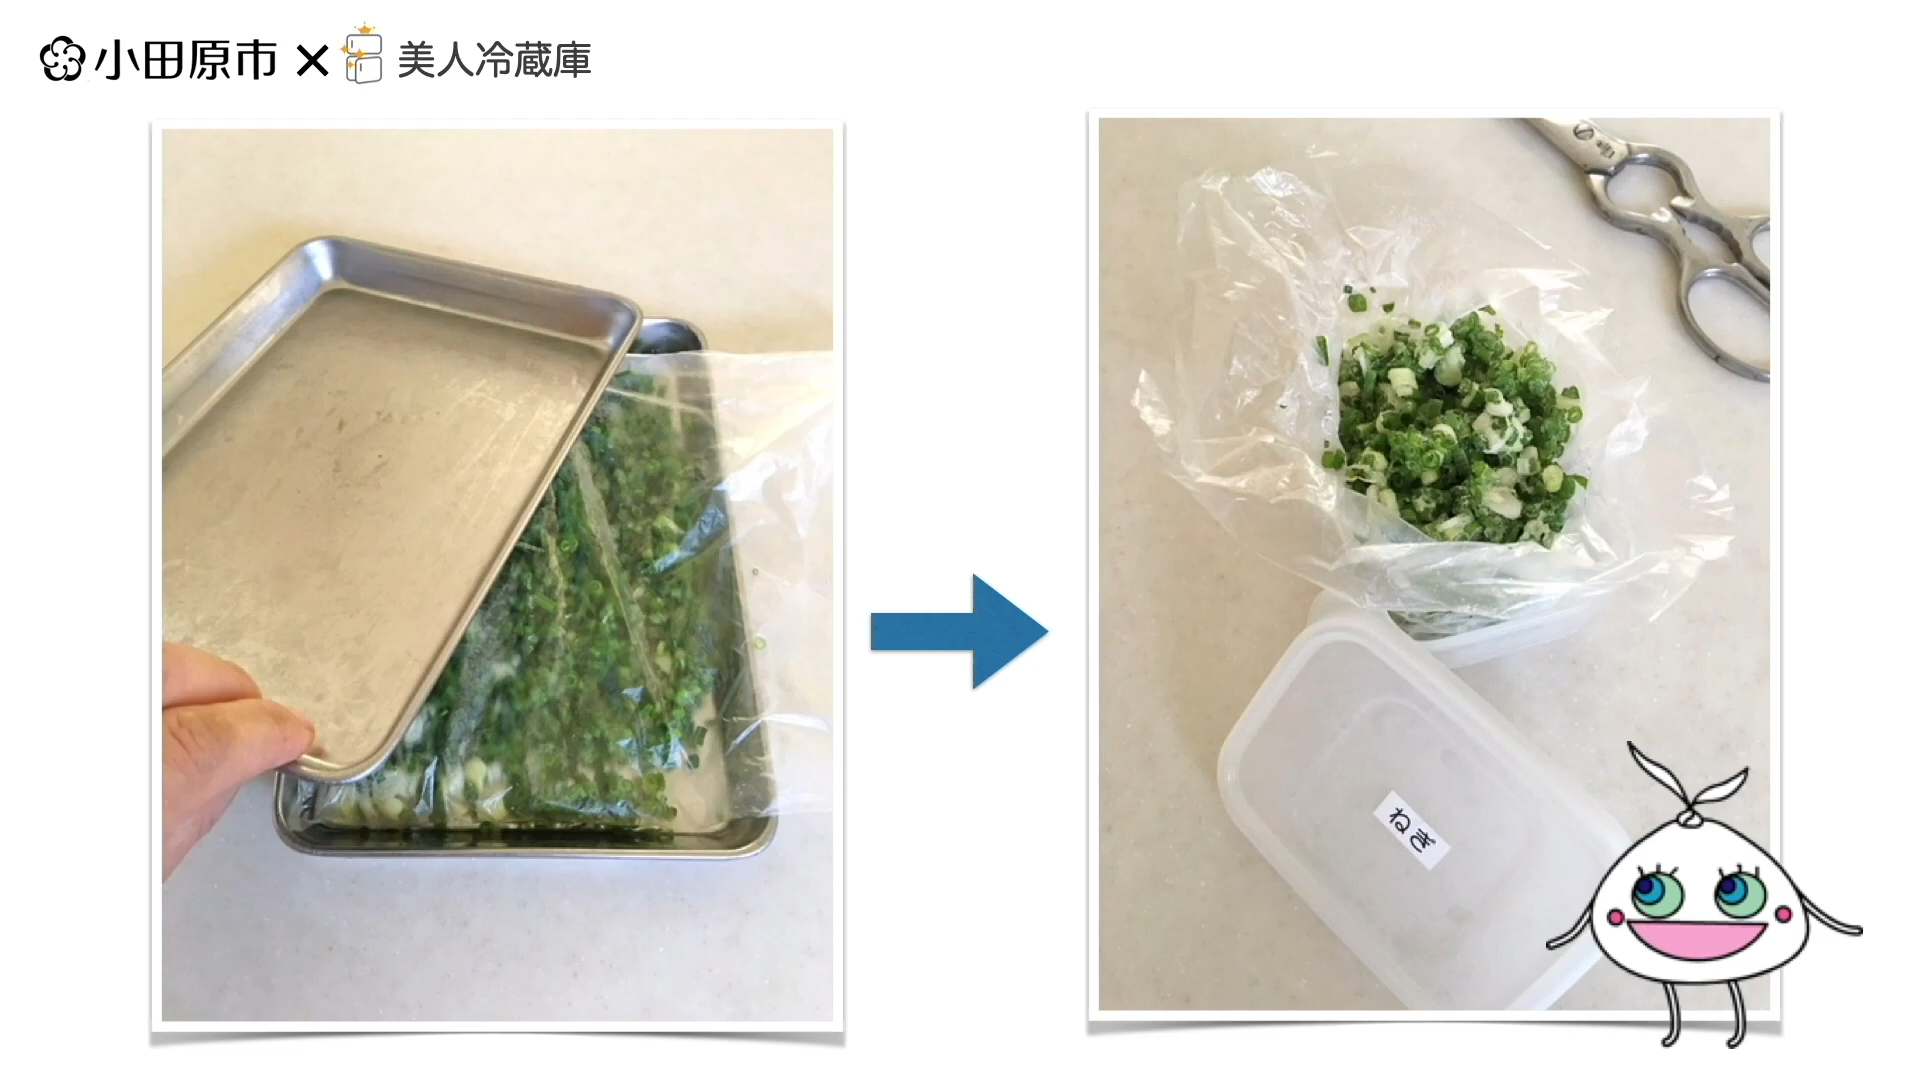 小田原市 × 美人冷蔵庫
ねぎ